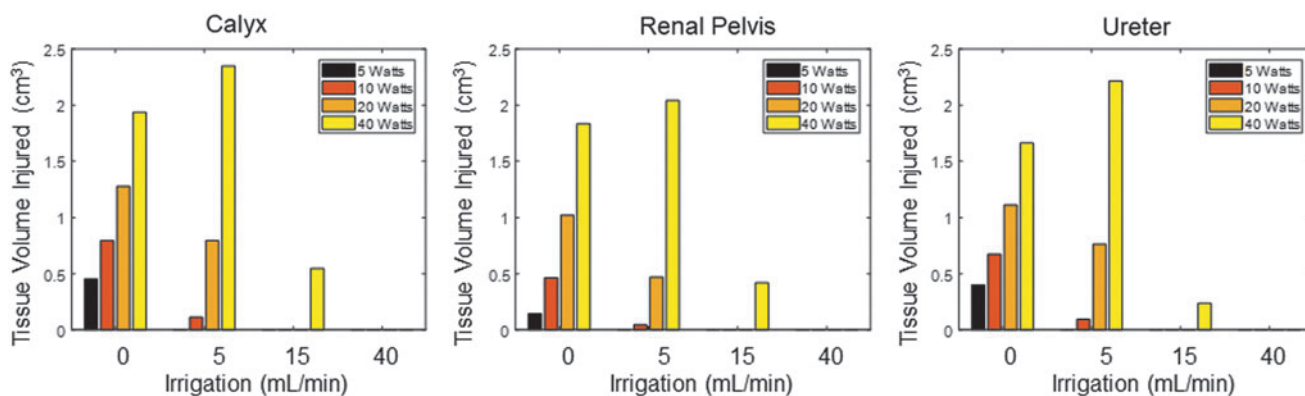 Calyx
2.5
2
1.5
1
0.5
0
Tissue Volume Injured (cm³)
5 Watts
10 Watts
20 Watts
40 Watts
0 5 15 40
Irrigation (mL/min)
Renal Pelvis
2.5
2
1.5
1
0.5
0
Tissue Volume Injured (cm³)
5 Watts
10 Watts
20 Watts
40 Watts
0 5 15 40
Irrigation (mL/min)
Ureter
2.5
2
1.5
1
0.5
0
Tissue Volume Injured (cm³)
5 Watts
10 Watts
20 Watts
40 Watts
0 5 15 40
Irrigation (mL/min)